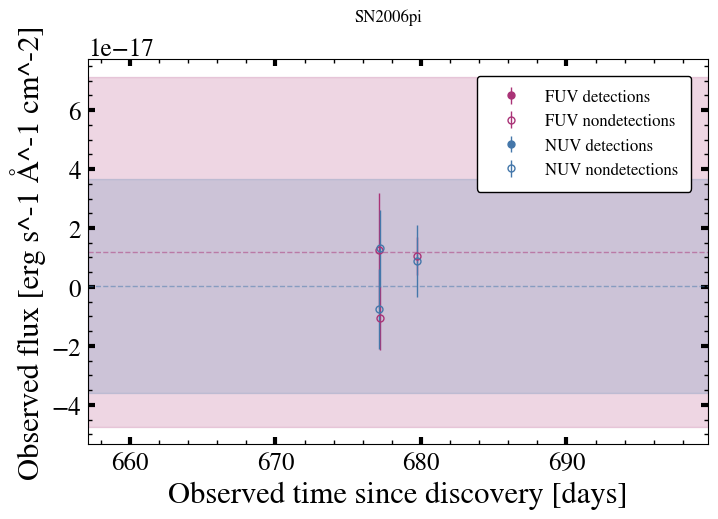 SN2006pi
1e−17
Observed flux [erg s^-1 Å^-1 cm^-2]
6
4
2
0
−2
−4
FUV detections
FUV nondetections
NUV detections
NUV nondetections
660 670 680 690
Observed time since discovery [days]